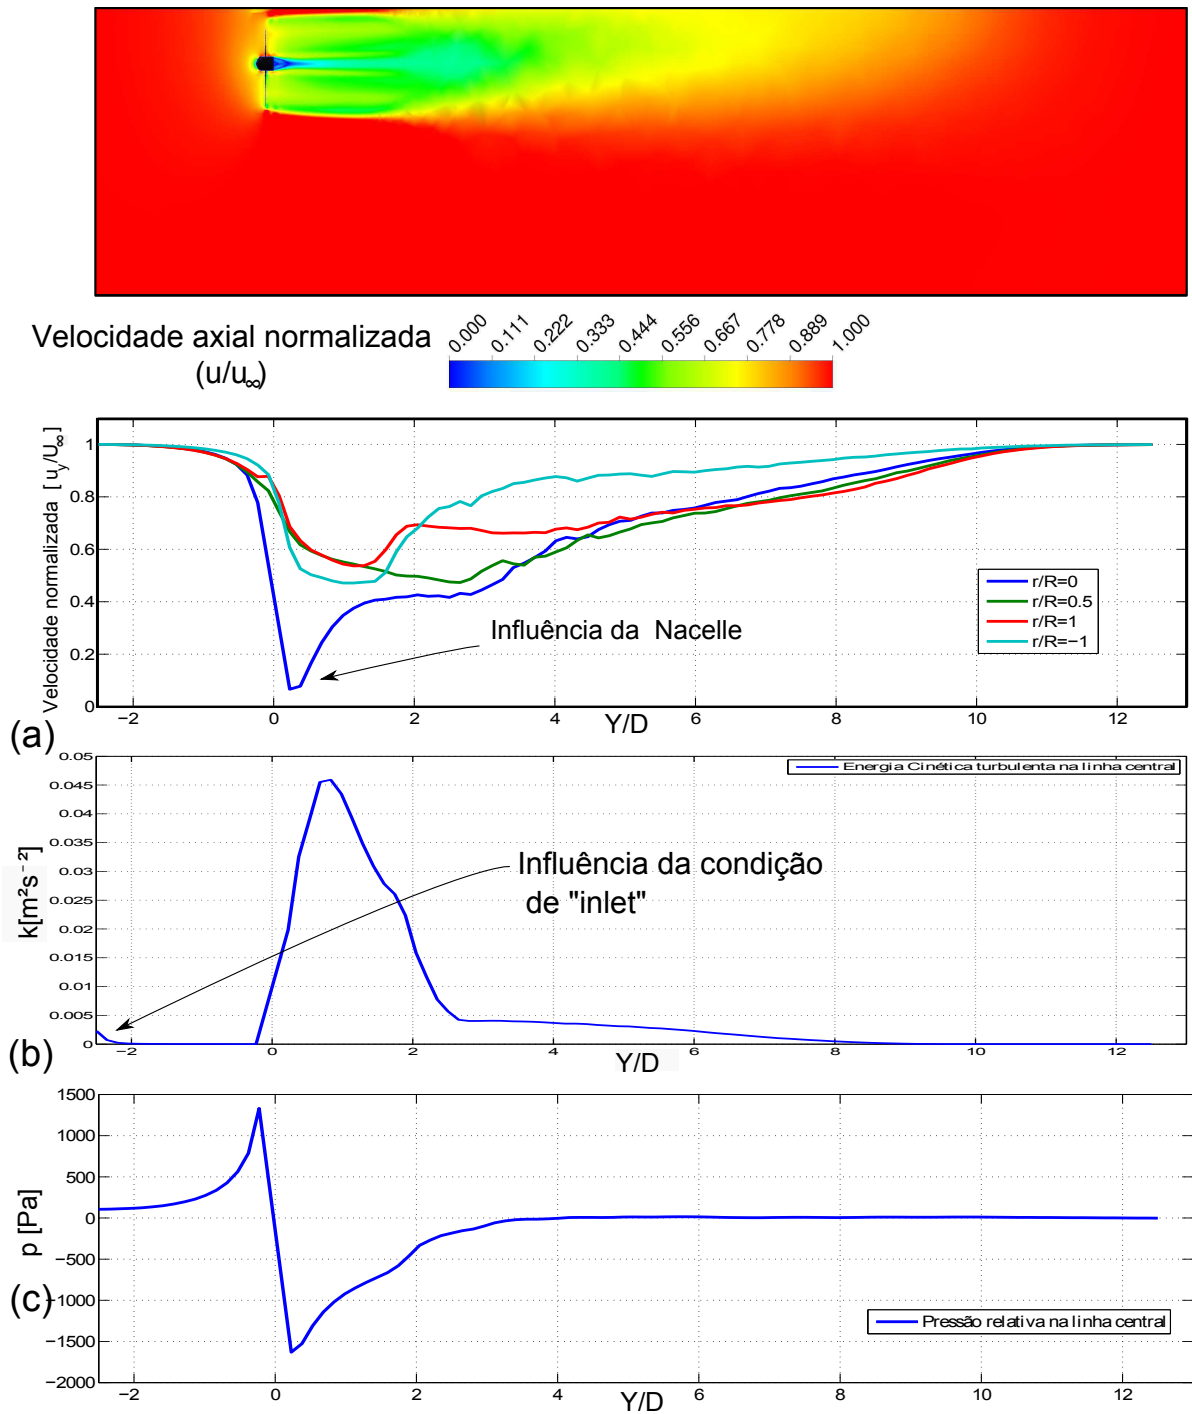 Velocidade axial normalizada
(u/u∞)
0.000 0.111 0.222 0.333 0.444 0.556 0.667 0.778 0.889 1.000
Velocidade normalizada [ u_y/U_∞]
1
0.8
0.6
0.4
0.2
0
r/R=0
r/R=0.5
r/R=1
r/R=−1
Influência da Nacelle
−2 0 2 4 6 8 10 12
Y/D
(a)
k[m²s⁻²]
0.05
0.045
0.04
0.035
0.03
0.025
0.02
0.015
0.01
0.005
0
Energia Cinética turbulenta na linha central
Influência da condição
de "inlet"
−2 0 2 4 6 8 10 12
Y/D
(b)
p [Pa]
1500
1000
500
0
−500
−1000
−1500
−2000
Pressão relativa na linha central
−2 0 2 4 6 8 10 12
Y/D
(c)